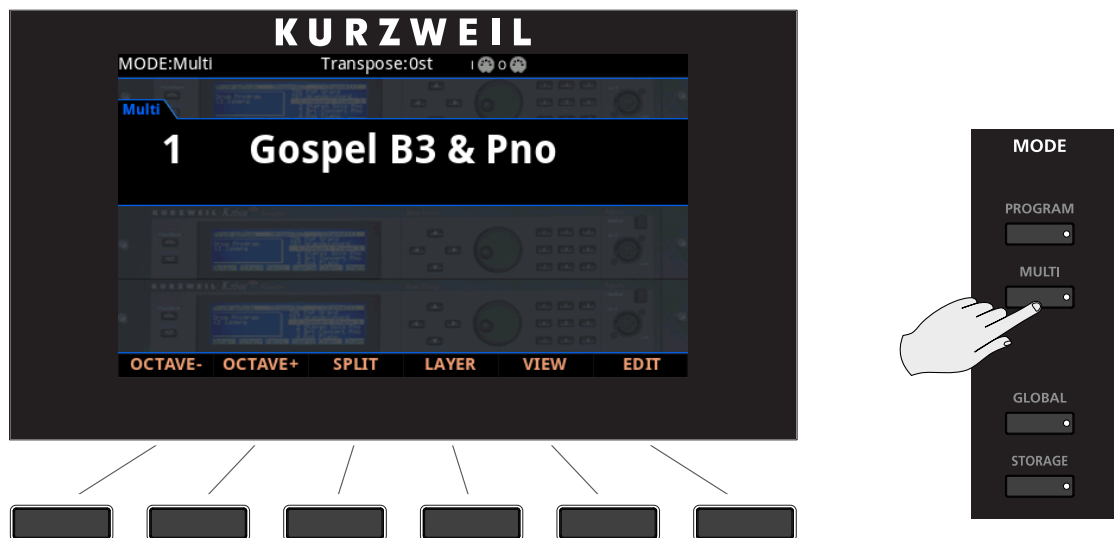 KURZWEIL
MODE:Multi Transpose:0st I O
Multi
1 Gospel B3 & Pno
OCTAVE- OCTAVE+ SPLIT LAYER VIEW EDIT
MODE
PROGRAM
MULTI
GLOBAL
STORAGE